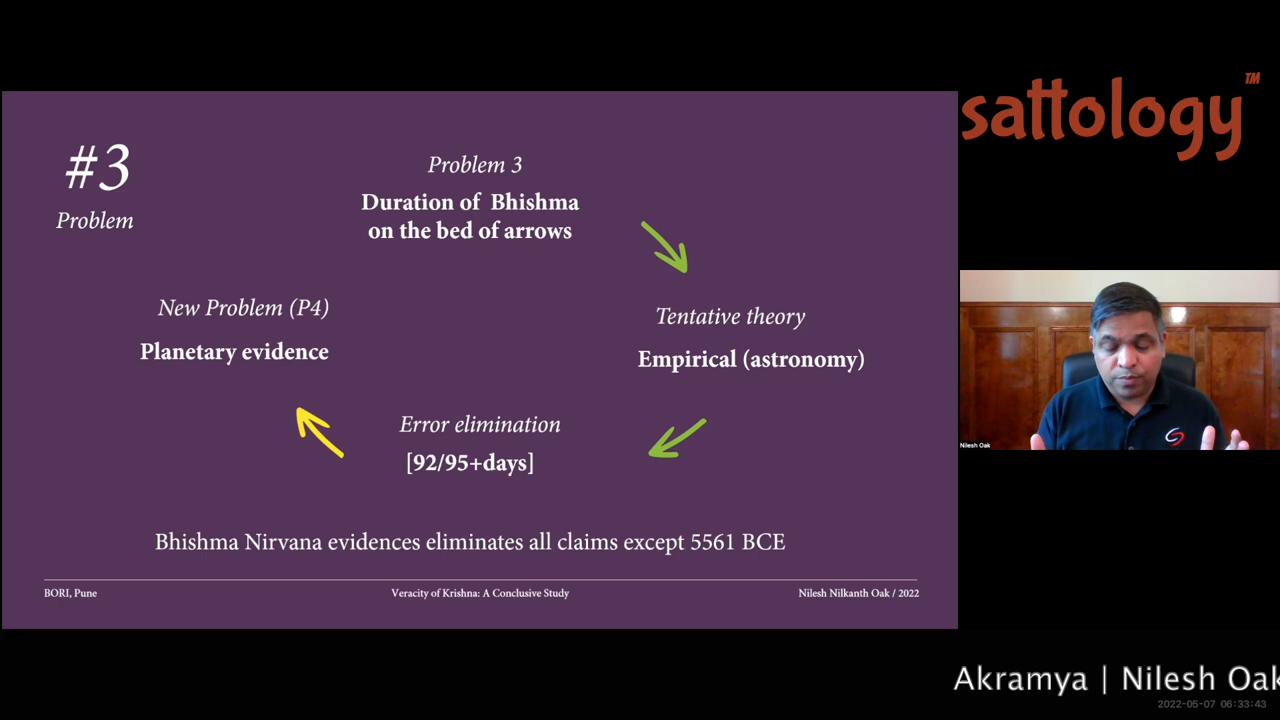 sattology™
#3
Problem
Problem 3
Duration of Bhishma
on the bed of arrows
New Problem (P4)
Planetary evidence
Tentative theory
Empirical (astronomy)
Error elimination
[92/95+days]
Bhishma Nirvana evidences eliminates all claims except 5561 BCE
BORI, Pune
Veracity of Krishna: A Conclusive Study
Nilesh Nilkanth Oak / 2022
Nilesh Oak
Akramya | Nilesh Oak
2022-05-07 06:33:43